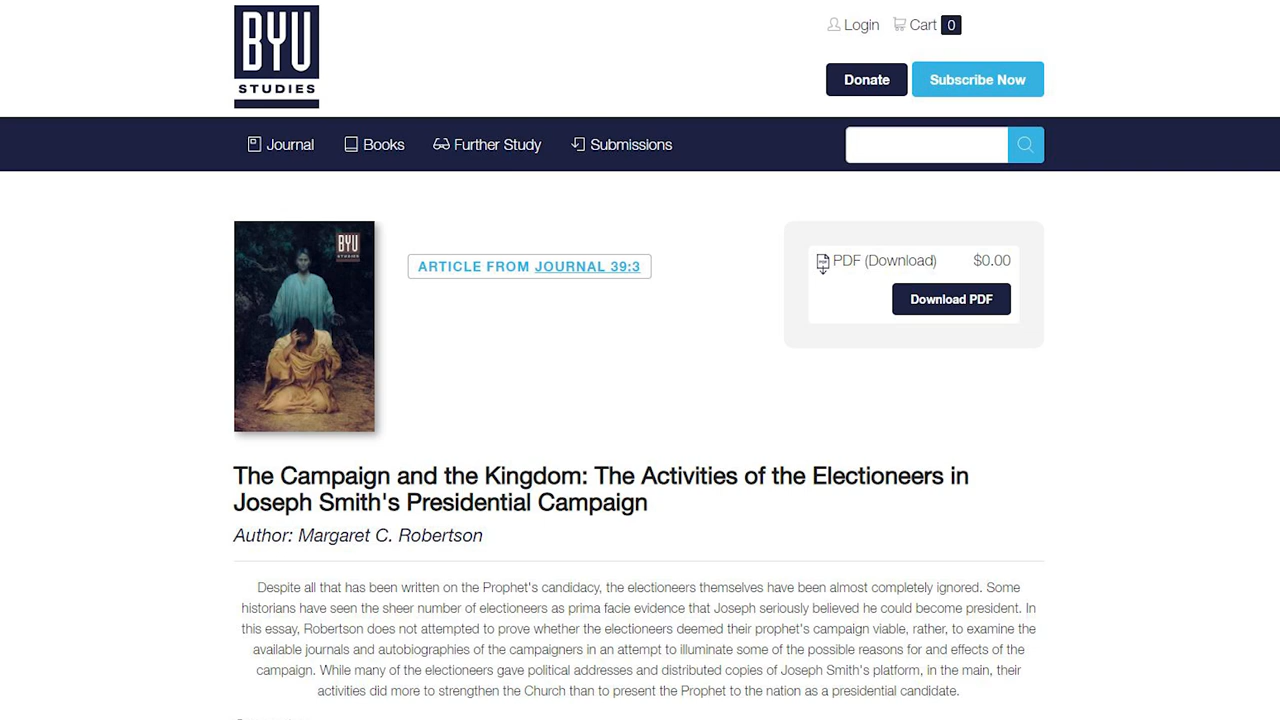 BYU
STUDIES
Login
Cart 0
Donate
Subscribe Now
Journal
Books
Further Study
Submissions
BYU
STUDIES
ARTICLE FROM JOURNAL 39:3
PDF (Download) $0.00
Download PDF
The Campaign and the Kingdom: The Activities of the Electioneers in
Joseph Smith's Presidential Campaign
Author: Margaret C. Robertson
Despite all that has been written on the Prophet's candidacy, the electioneers themselves have been almost completely ignored. Some
historians have seen the sheer number of electioneers as prima facie evidence that Joseph seriously believed he could become president. In
this essay, Robertson does not attempted to prove whether the electioneers deemed their prophet's campaign viable, rather, to examine the
available journals and autobiographies of the campaigners in an attempt to illuminate some of the possible reasons for and effects of the
campaign. While many of the electioneers gave political addresses and distributed copies of Joseph Smith's platform, in the main, their
activities did more to strengthen the Church than to present the Prophet to the nation as a presidential candidate.